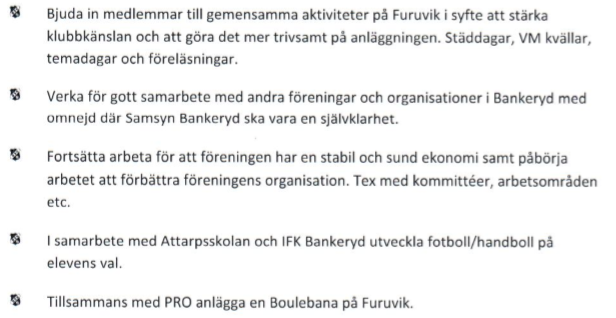 Bjuda in medlemmar till gemensamma aktiviteter på Furuvik i syfte att stärka
klubbkänslan och att göra det mer trivsamt på anläggningen. Städdagar, VM kvällar,
temadagar och föreläsningar.
Verka för gott samarbete med andra föreningar och organisationer i Bankeryd med
omnejd där Samsyn Bankeryd ska vara en självklarhet.
Fortsätta arbeta för att föreningen har en stabil och sund ekonomi samt påbörja
arbetet att förbättra föreningens organisation. Tex med kommittéer, arbetsområden
etc.
I samarbete med Attarpsskolan och IFK Bankeryd utveckla fotboll/handboll på
elevens val.
Tillsammans med PRO anlägga en Boulebana på Furuvik.